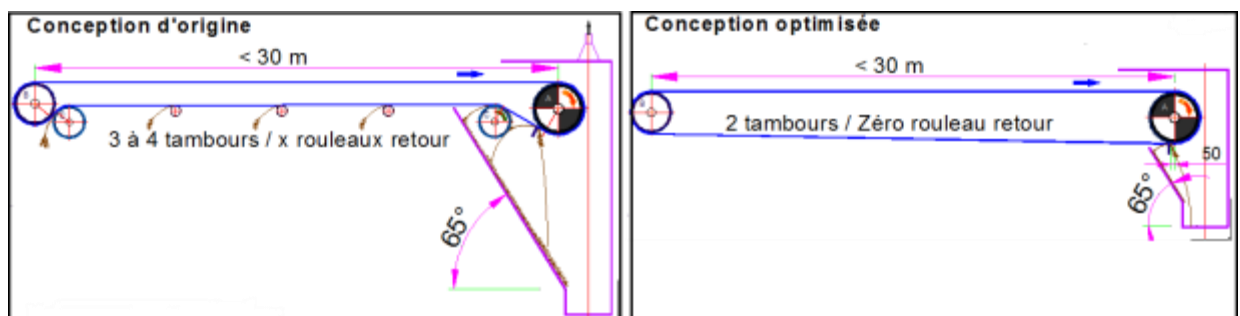 Conception d'origine
< 30 m
3 à 4 tambours / x rouleaux retour
65°
Conception optimisée
< 30 m
2 tambours / Zéro rouleau retour
50
65°